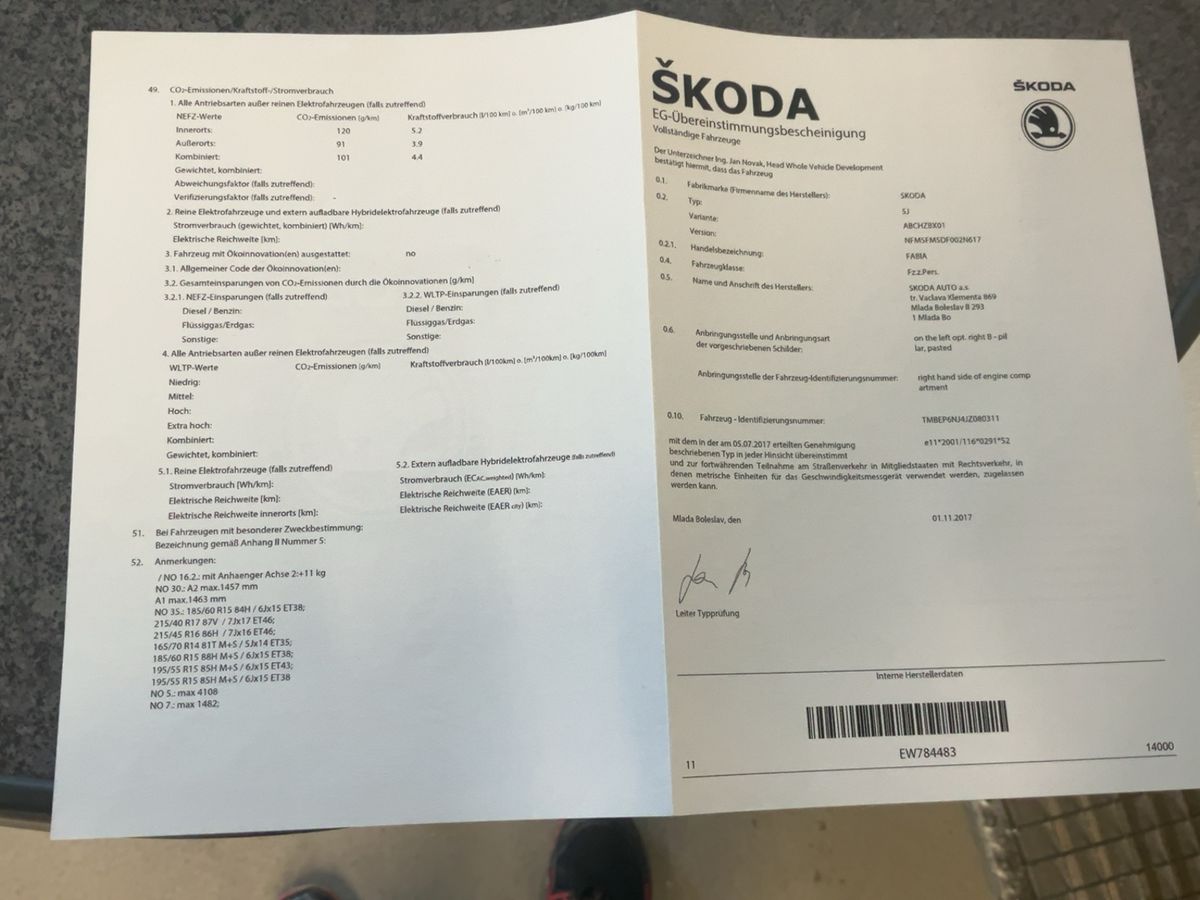 49. CO₂-Emissionen/Kraftstoff-/Stromverbrauch
1. Alle Antriebsarten außer reinen Elektrofahrzeugen (falls zutreffend)
NEFZ-Werte CO₂-Emissionen [g/km] Kraftstoffverbrauch [l/100 km] o. [m³/100 km] o. [kg/100 km]
Innerorts: 120 5.2
Außerorts: 91 3.9
Kombiniert: 101 4.4
Gewichtet, kombiniert:
Abweichungsfaktor (falls zutreffend):
Verifizierungsfaktor (falls zutreffend): -
2. Reine Elektrofahrzeuge und extern aufladbare Hybridelektrofahrzeuge (falls zutreffend)
Stromverbrauch (gewichtet, kombiniert) [Wh/km]:
Elektrische Reichweite [km]:
3. Fahrzeug mit Ökoinnovation(en) ausgestattet: no
3.1. Allgemeiner Code der Ökoinnovation(en):
3.2. Gesamteinsparungen von CO₂-Emissionen durch die Ökoinnovationen [g/km]
3.2.1. NEFZ-Einsparungen (falls zutreffend) 3.2.2. WLTP-Einsparungen (falls zutreffend)
Diesel / Benzin: Diesel / Benzin:
Flüssiggas/Erdgas: Flüssiggas/Erdgas:
Sonstige: Sonstige:
4. Alle Antriebsarten außer reinen Elektrofahrzeugen (falls zutreffend)
WLTP-Werte CO₂-Emissionen [g/km] Kraftstoffverbrauch [l/100km] o. [m³/100km] o. [kg/100km]
Niedrig:
Mittel:
Hoch:
Extra hoch:
Kombiniert:
Gewichtet, kombiniert:
5.1. Reine Elektrofahrzeuge (falls zutreffend) 5.2. Extern aufladbare Hybridelektrofahrzeuge (falls zutreffend)
Stromverbrauch [Wh/km]: Stromverbrauch (ECAC,weighted) [Wh/km]:
Elektrische Reichweite [km]: Elektrische Reichweite (EAER) [km]:
Elektrische Reichweite innerorts [km]: Elektrische Reichweite (EAER city) [km]:
51. Bei Fahrzeugen mit besonderer Zweckbestimmung:
Bezeichnung gemäß Anhang II Nummer 5:
52. Anmerkungen:
/ NO 16.2.: mit Anhaenger Achse 2:+11 kg
NO 30.: A2 max.1457 mm
A1 max.1463 mm
NO 35.: 185/60 R15 84H / 6Jx15 ET38;
215/40 R17 87V / 7Jx17 ET46;
215/45 R16 86H / 7Jx16 ET46;
165/70 R14 81T M+S / 5Jx14 ET35;
185/60 R15 88H M+S / 6Jx15 ET38;
195/55 R15 85H M+S / 6Jx15 ET43;
195/55 R15 85H M+S / 6Jx15 ET38
NO 5.: max 4108
NO 7.: max 1482;
ŠKODA
ŠKODA
EG-Übereinstimmungsbescheinigung
Vollständige Fahrzeuge
Der Unterzeichner Ing. Jan Novak, Head Whole Vehicle Development
bestätigt hiermit, dass das Fahrzeug
0.1. Fabrikmarke (Firmenname des Herstellers): SKODA
0.2. Typ: 5J
Variante: ABCHZBX01
Version: NFM5FM5DF002N617
0.2.1. Handelsbezeichnung: FABIA
0.4. Fahrzeugklasse: Fz.z.Pers.
0.5. Name und Anschrift des Herstellers: SKODA AUTO a.s.
tr. Vaclava Klementa 869
Mlada Boleslav II 293
1 Mlada Bo
0.6. Anbringungsstelle und Anbringungsart on the left opt. right B - pil
der vorgeschriebenen Schilder: lar, pasted
Anbringungsstelle der Fahrzeug-Identifizierungsnummer: right hand side of engine comp
artment
0.10. Fahrzeug - Identifizierungsnummer: TMBEP6NJ4JZ080311
mit dem in der am 05.07.2017 erteilten Genehmigung e11*2001/116*0291*52
beschriebenen Typ in jeder Hinsicht übereinstimmt
und zur fortwährenden Teilnahme am Straßenverkehr in Mitgliedstaaten mit Rechtsverkehr, in
denen metrische Einheiten für das Geschwindigkeitsmessgerät verwendet werden, zugelassen
werden kann.
Mlada Boleslav, den 01.11.2017
Leiter Typprüfung
Interne Herstellerdaten
EW784483
11 14000